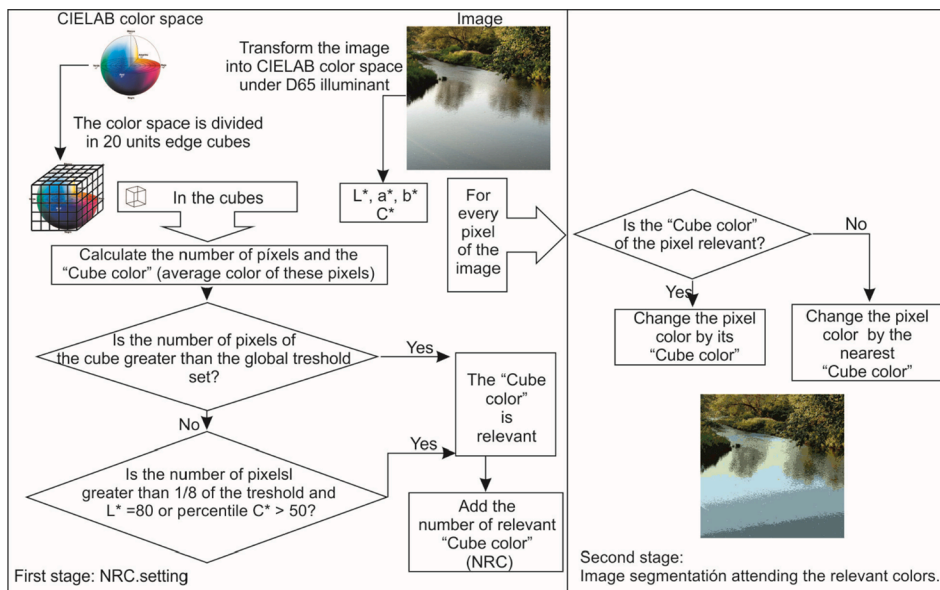 CIELAB color space
The color space is divided
in 20 units edge cubes
In the cubes
Image
Transform the image
into CIELAB color space
under D65 illuminant
L*, a*, b*
C*
Calculate the number of píxels and the
“Cube color” (average color of these pixels)
Is the number of pixels of
the cube greater than the global treshold
set?
Yes
No
Is the number of pixelsl
greater than 1/8 of the treshold and
L* =80 or percentile C* > 50?
Yes
The “Cube
color”
is
relevant
Add the
number of relevant
“Cube color”
(NRC)
First stage: NRC.setting
For
every
pixel
of the
image
Is the “Cube color”
of the pixel relevant?
No
Yes
Change the pixel
color by its
“Cube color”
Change the pixel
color by the
nearest
“Cube color”
Second stage:
Image segmentatión attending the relevant colors.